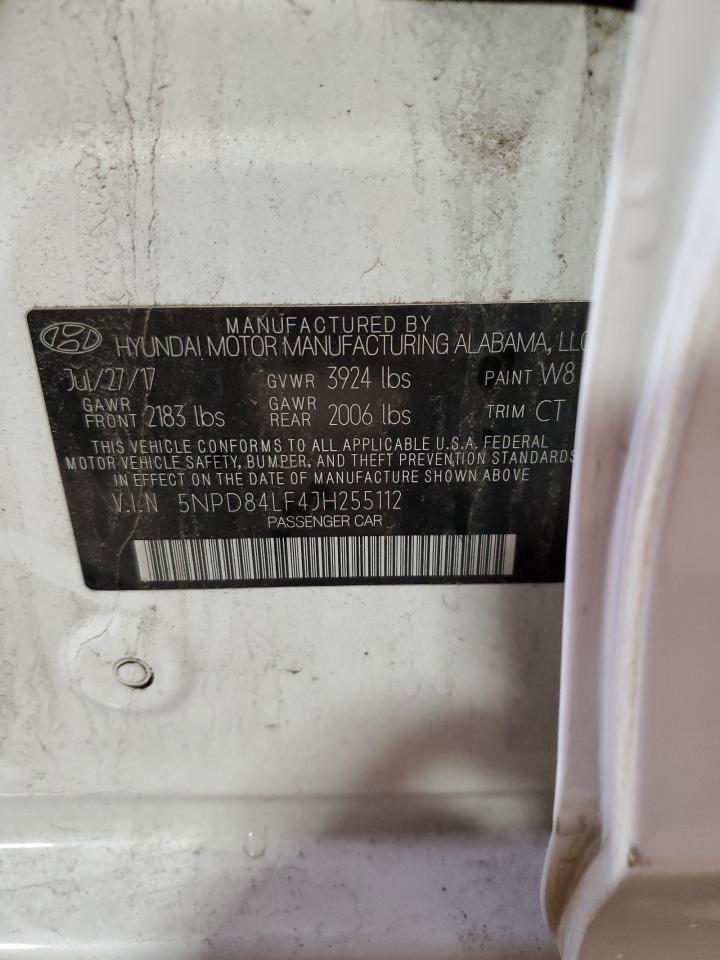 MANUFACTURED BY
HYUNDAI MOTOR MANUFACTURING ALABAMA, LLC
Jul/27/17 GVWR 3924 lbs PAINT W8
GAWR FRONT 2183 lbs GAWR REAR 2006 lbs TRIM CT
THIS VEHICLE CONFORMS TO ALL APPLICABLE U.S.A. FEDERAL
MOTOR VEHICLE SAFETY, BUMPER, AND THEFT PREVENTION STANDARDS
IN EFFECT ON THE DATE OF MANUFACTURE SHOWN ABOVE
V.I.N 5NPD84LF4JH255112
PASSENGER CAR